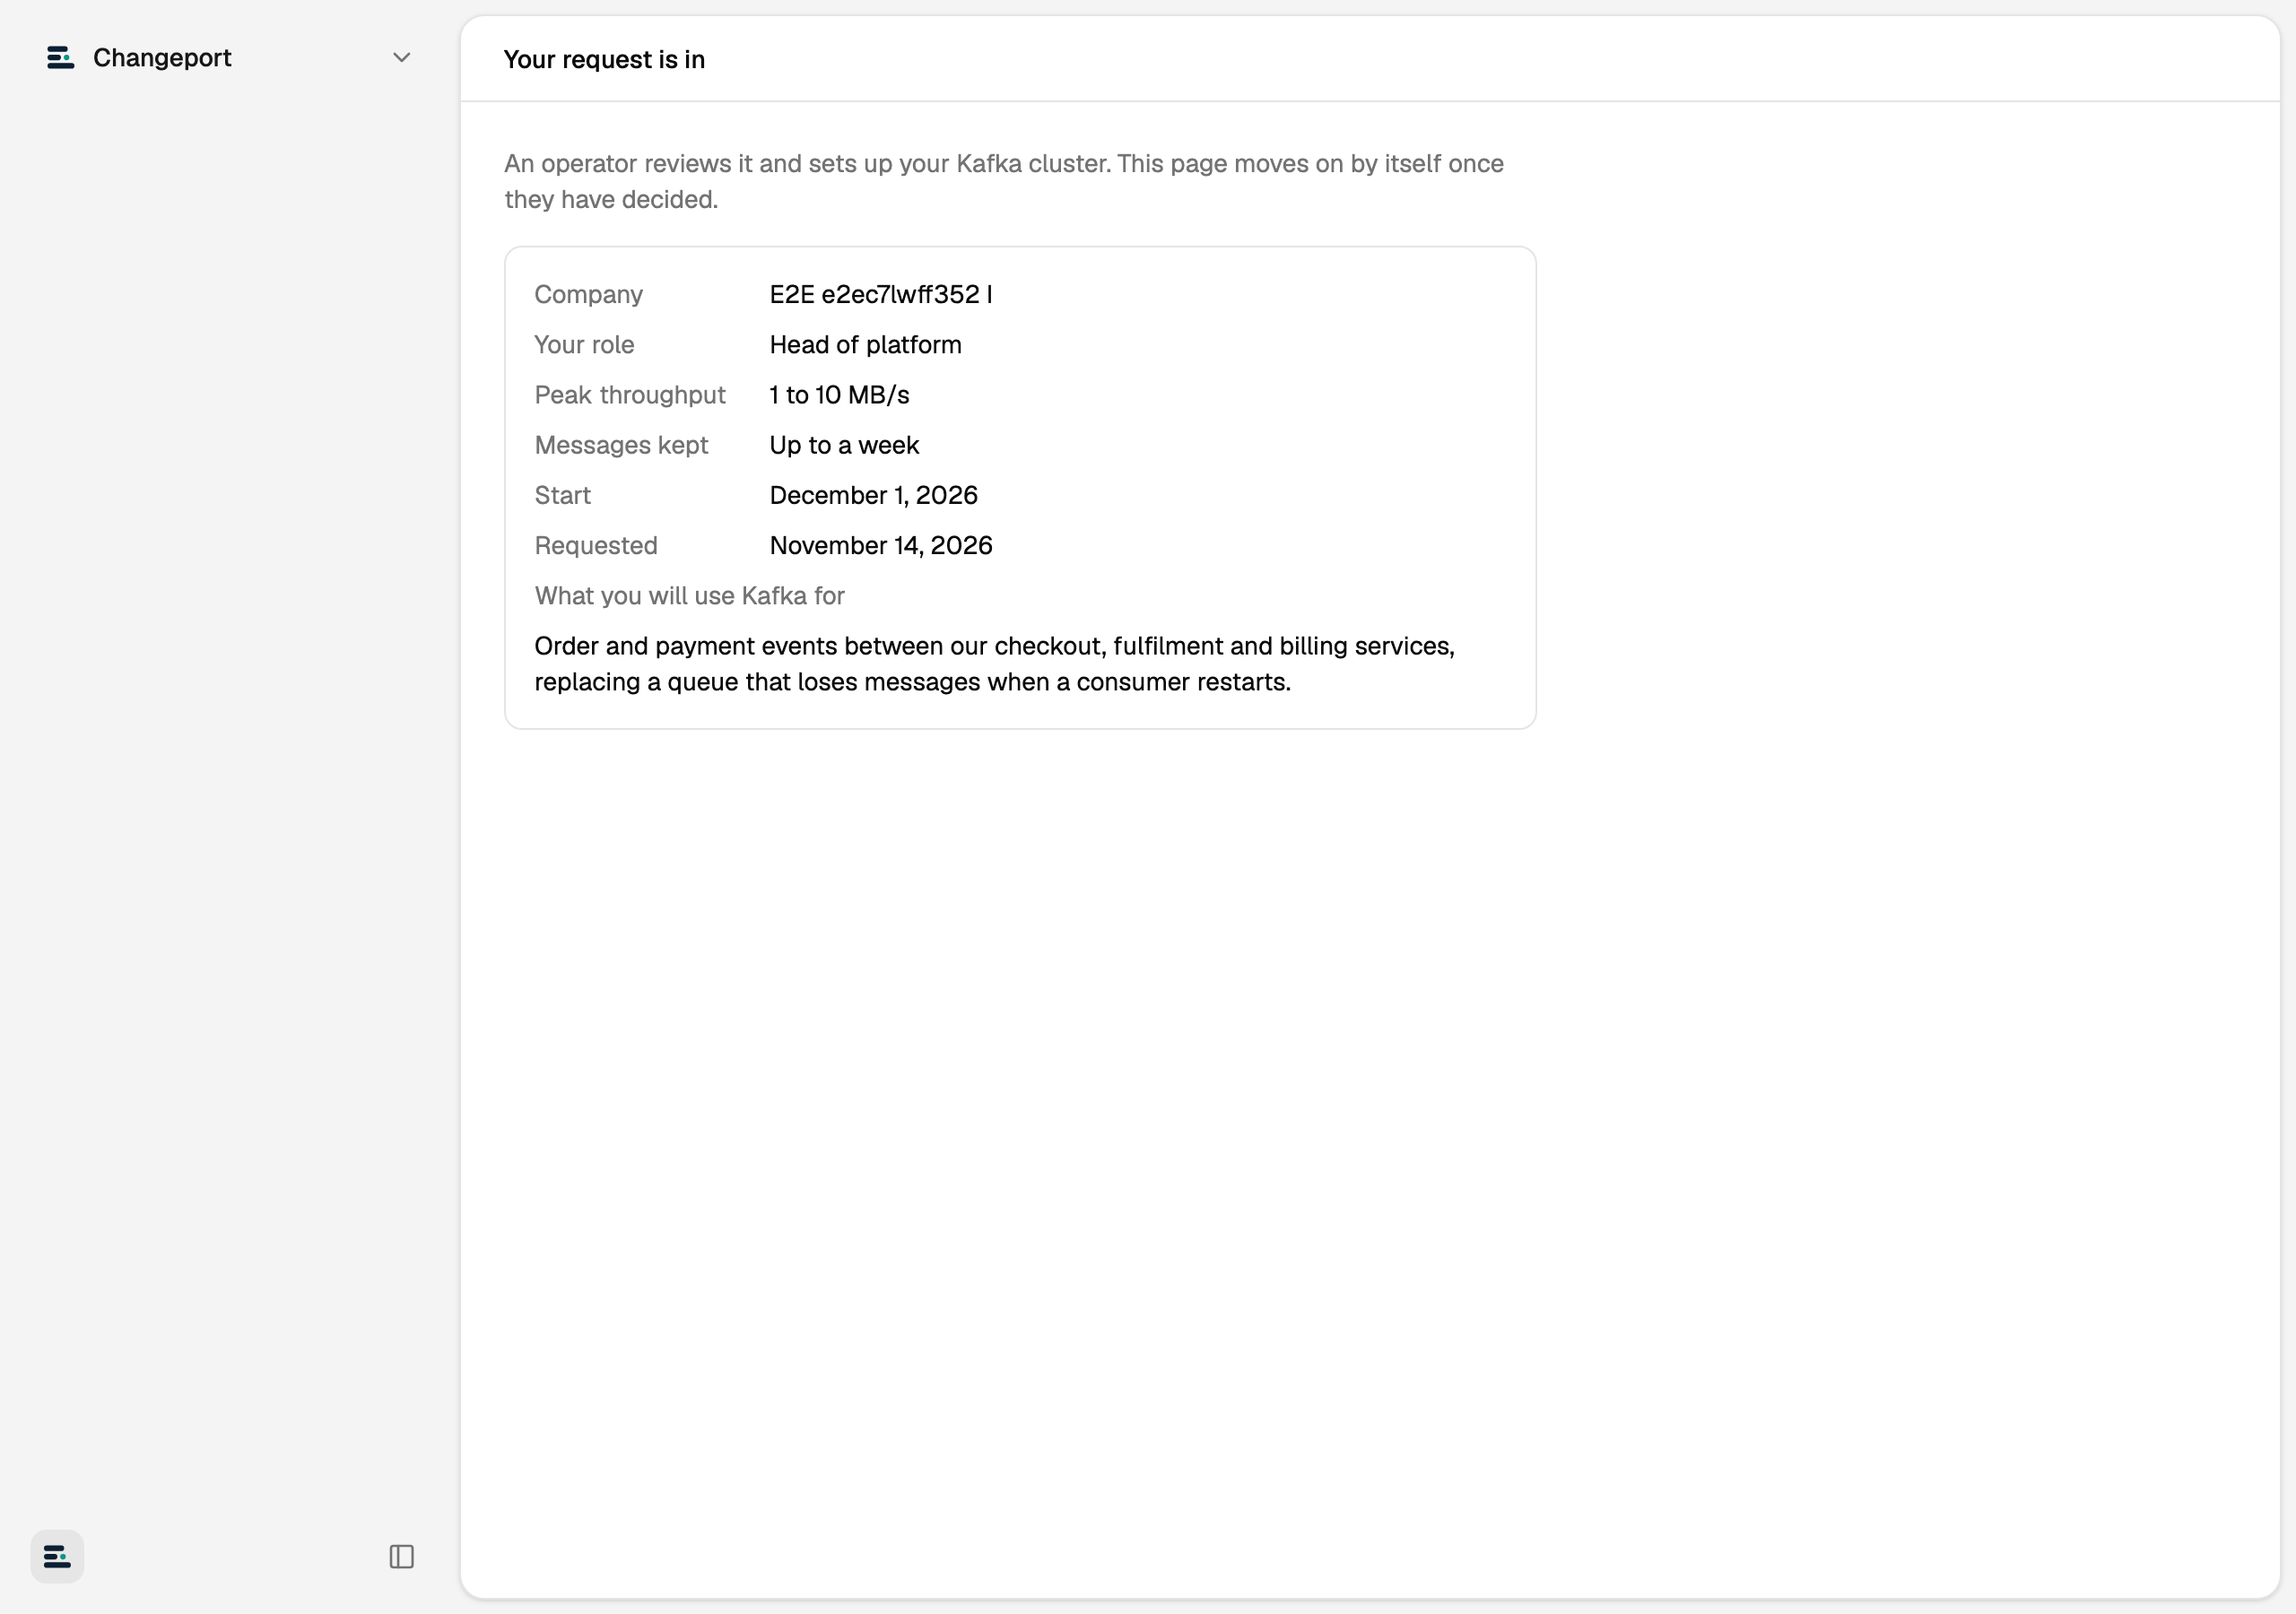 Changeport
Your request is in
An operator reviews it and sets up your Kafka cluster. This page moves on by itself once
they have decided.
Company E2E e2ec7lwff352 I
Your role Head of platform
Peak throughput 1 to 10 MB/s
Messages kept Up to a week
Start December 1, 2026
Requested November 14, 2026
What you will use Kafka for
Order and payment events between our checkout, fulfilment and billing services,
replacing a queue that loses messages when a consumer restarts.